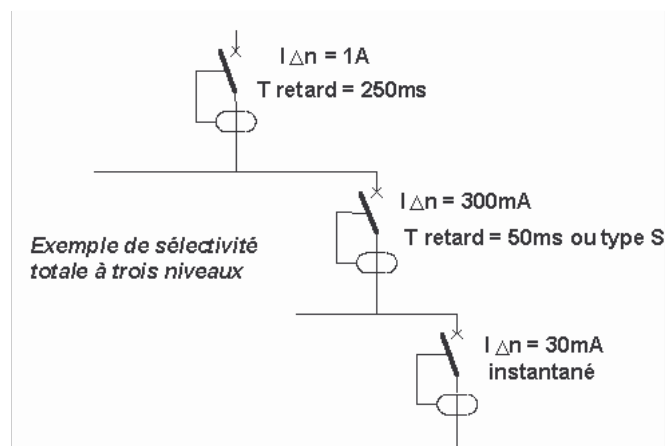 I △n = 1A
T retard = 250ms
I △n = 300mA
T retard = 50ms ou type S
Exemple de sélectivité
totale à trois niveaux
I △n = 30mA
instantané